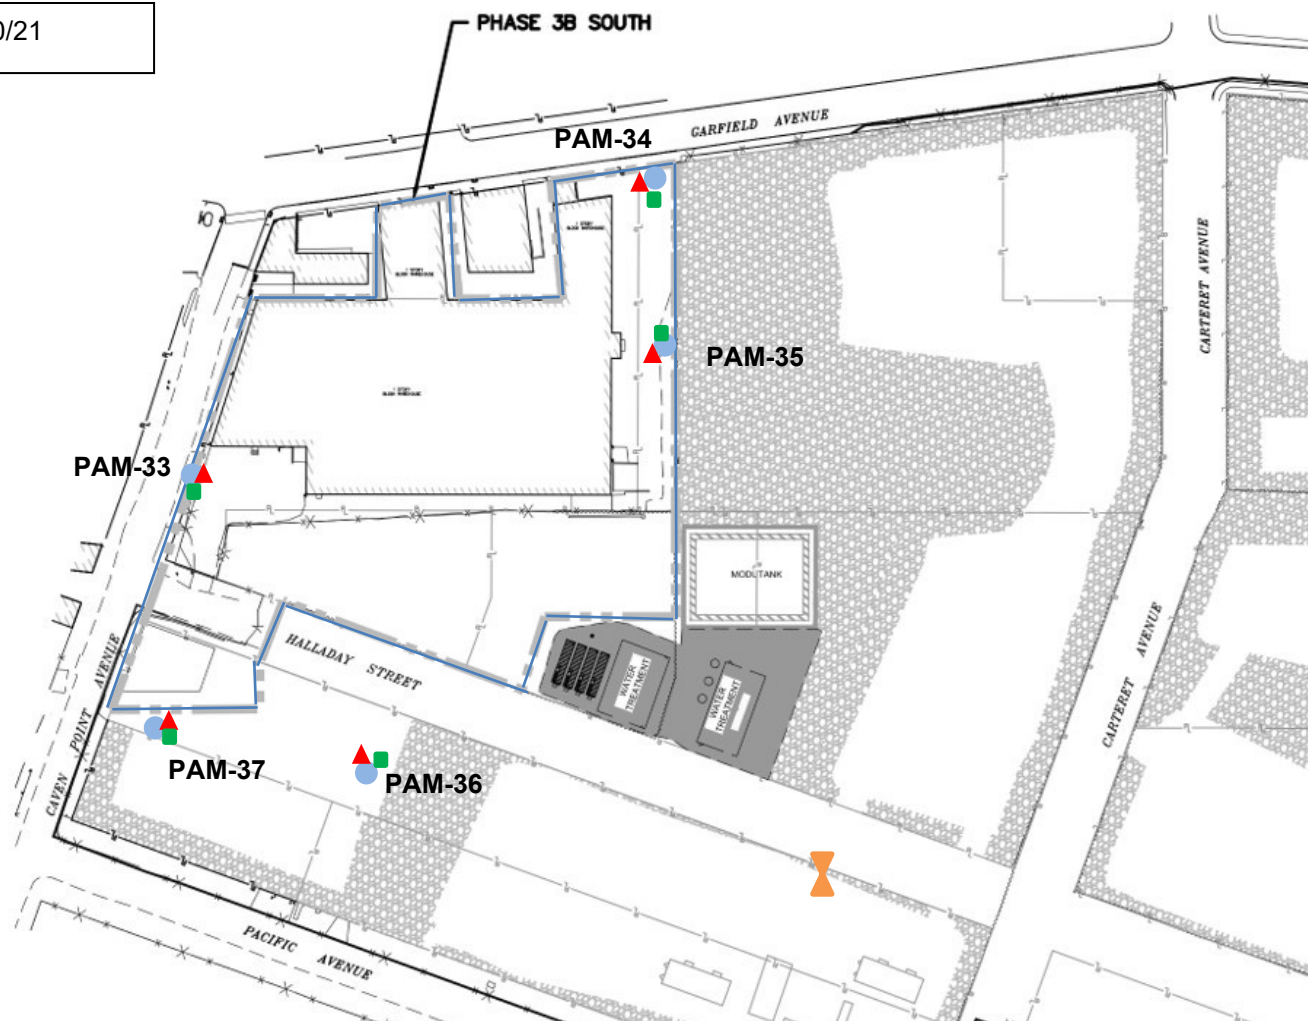 0/21
PHASE 3B SOUTH
GARFIELD AVENUE
PAM-34
CARTERET AVENUE
PAM-35
PAM-33
MODUTANK
HALLADAY STREET
WATER
TREATMENT
WATER
TREATMENT
CARTERET AVENUE
CAVEN POINT AVENUE
PAM-37
PAM-36
PACIFIC AVENUE